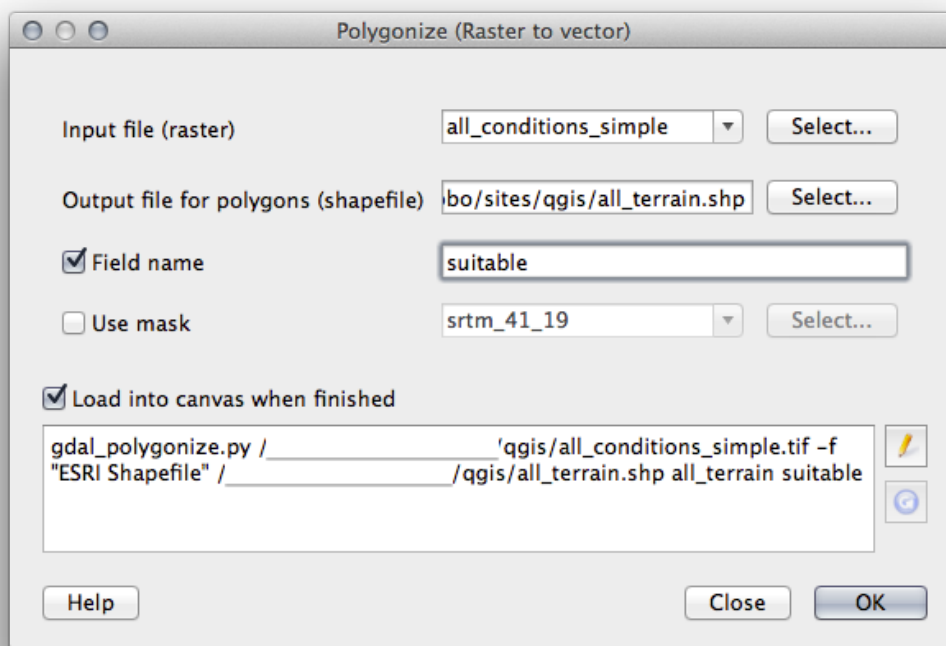 Polygonize (Raster to vector)
Input file (raster)
all_conditions_simple
Select...
Output file for polygons (shapefile)
bo/sites/qgis/all_terrain.shp
Select...
Field name
suitable
Use mask
srtm_41_19
Select...
Load into canvas when finished
gdal_polygonize.py /____________________/qgis/all_conditions_simple.tif -f
"ESRI Shapefile" /____________________/qgis/all_terrain.shp all_terrain suitable
Help
Close
OK